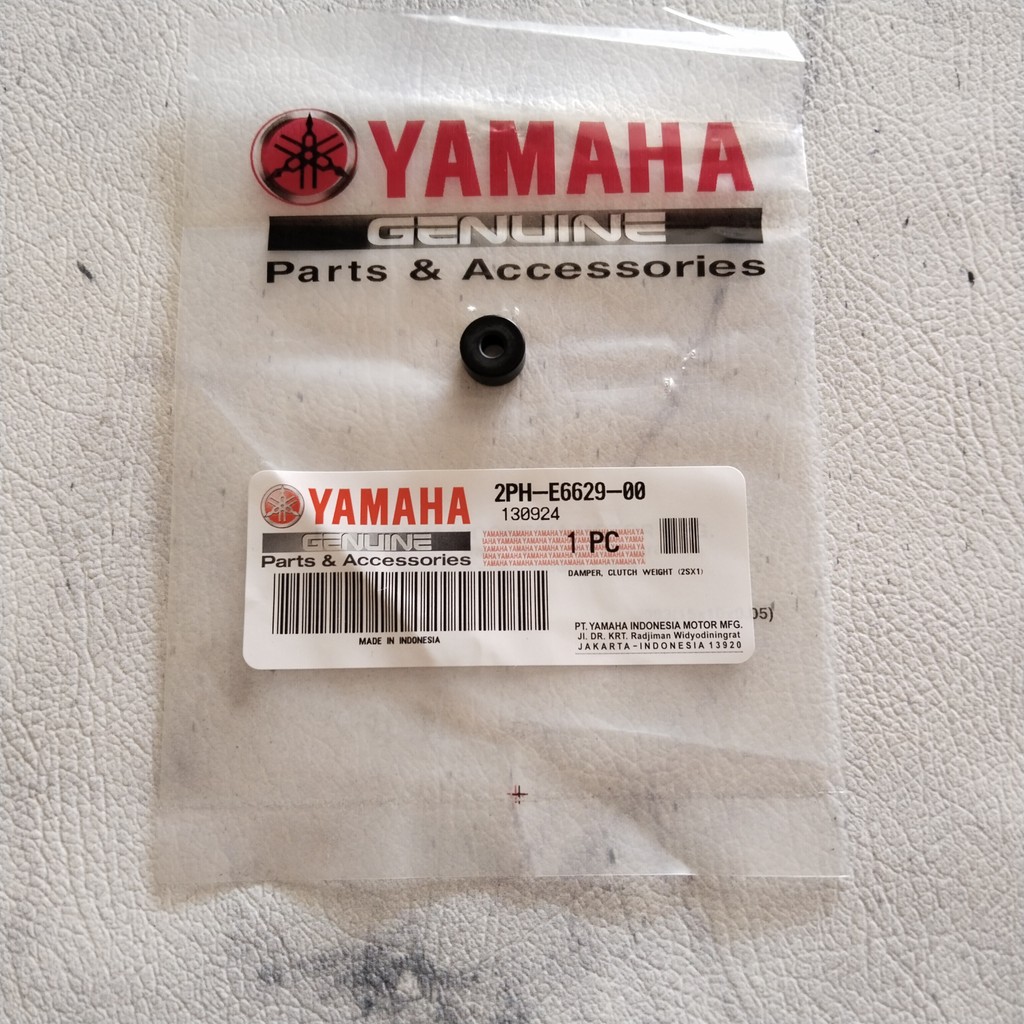 YAMAHA
GENUINE
Parts & Accessories
YAMAHA
GENUINE
Parts & Accessories
2PH-E6629-00
130924
1 PC
DAMPER, CLUTCH WEIGHT (2SX1)
MADE IN INDONESIA
05)
PT. YAMAHA INDONESIA MOTOR MFG.
Jl. DR. KRT. Radjiman Widyodiningrat
JAKARTA-INDONESIA 13920